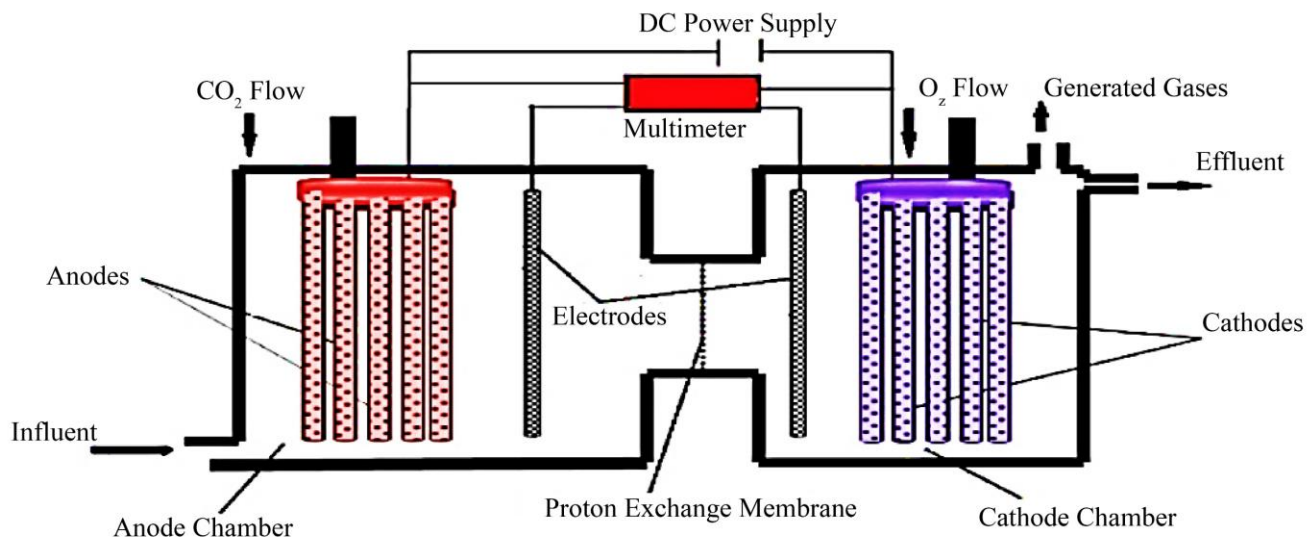 DC Power Supply
CO₂ Flow
O_z Flow
Generated Gases
Multimeter
Effluent
Anodes
Electrodes
Cathodes
Influent
Proton Exchange Membrane
Anode Chamber
Cathode Chamber